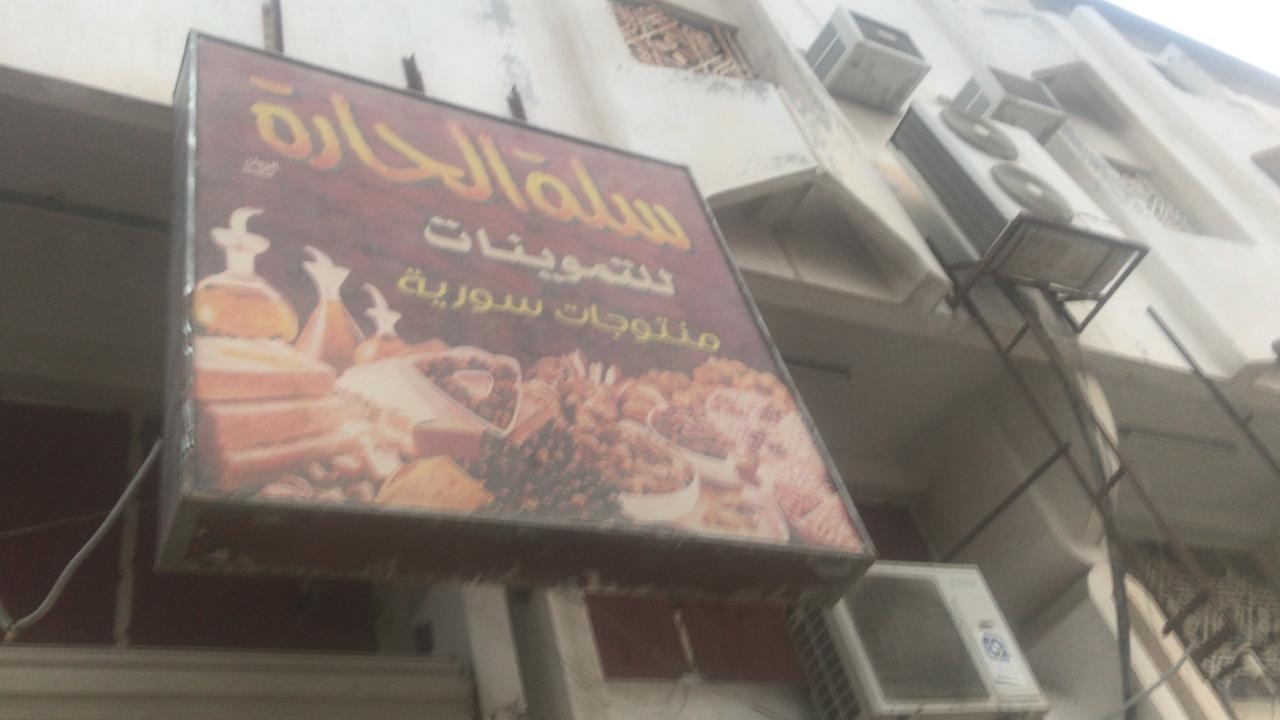 سلة الحارة
للتموينات
منتوجات سورية